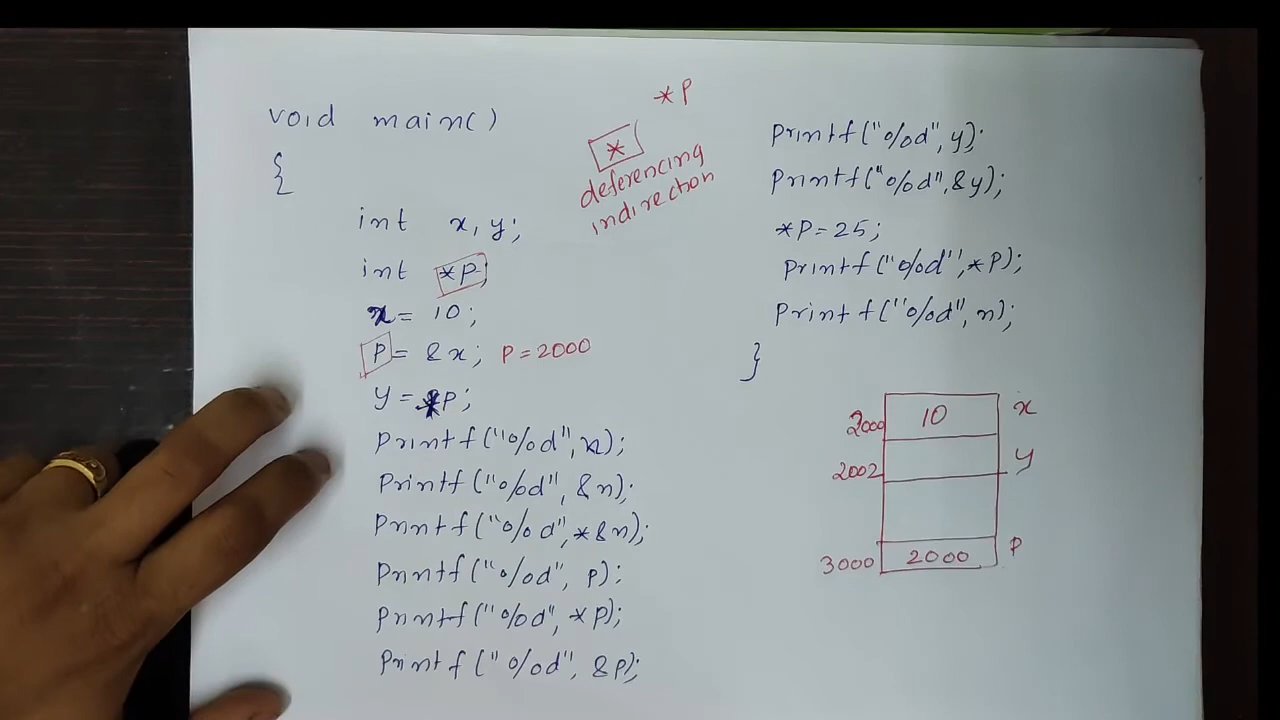 void main()
{
int x, y;
int *p;
x = 10;
p = &x; p = 2000
y = *p;
printf("%d", x);
printf("%d", &n);
printf("%d", *&n);
printf("%d", p);
printf("%d", *p);
printf("%d", &p);
*p
*
deferencing
indirection
printf("%d", y);
printf("%d", &y);
*p = 25;
printf("%d", *p);
printf("%d", n);
}
2000 10 x
2002 y
3000 2000 p